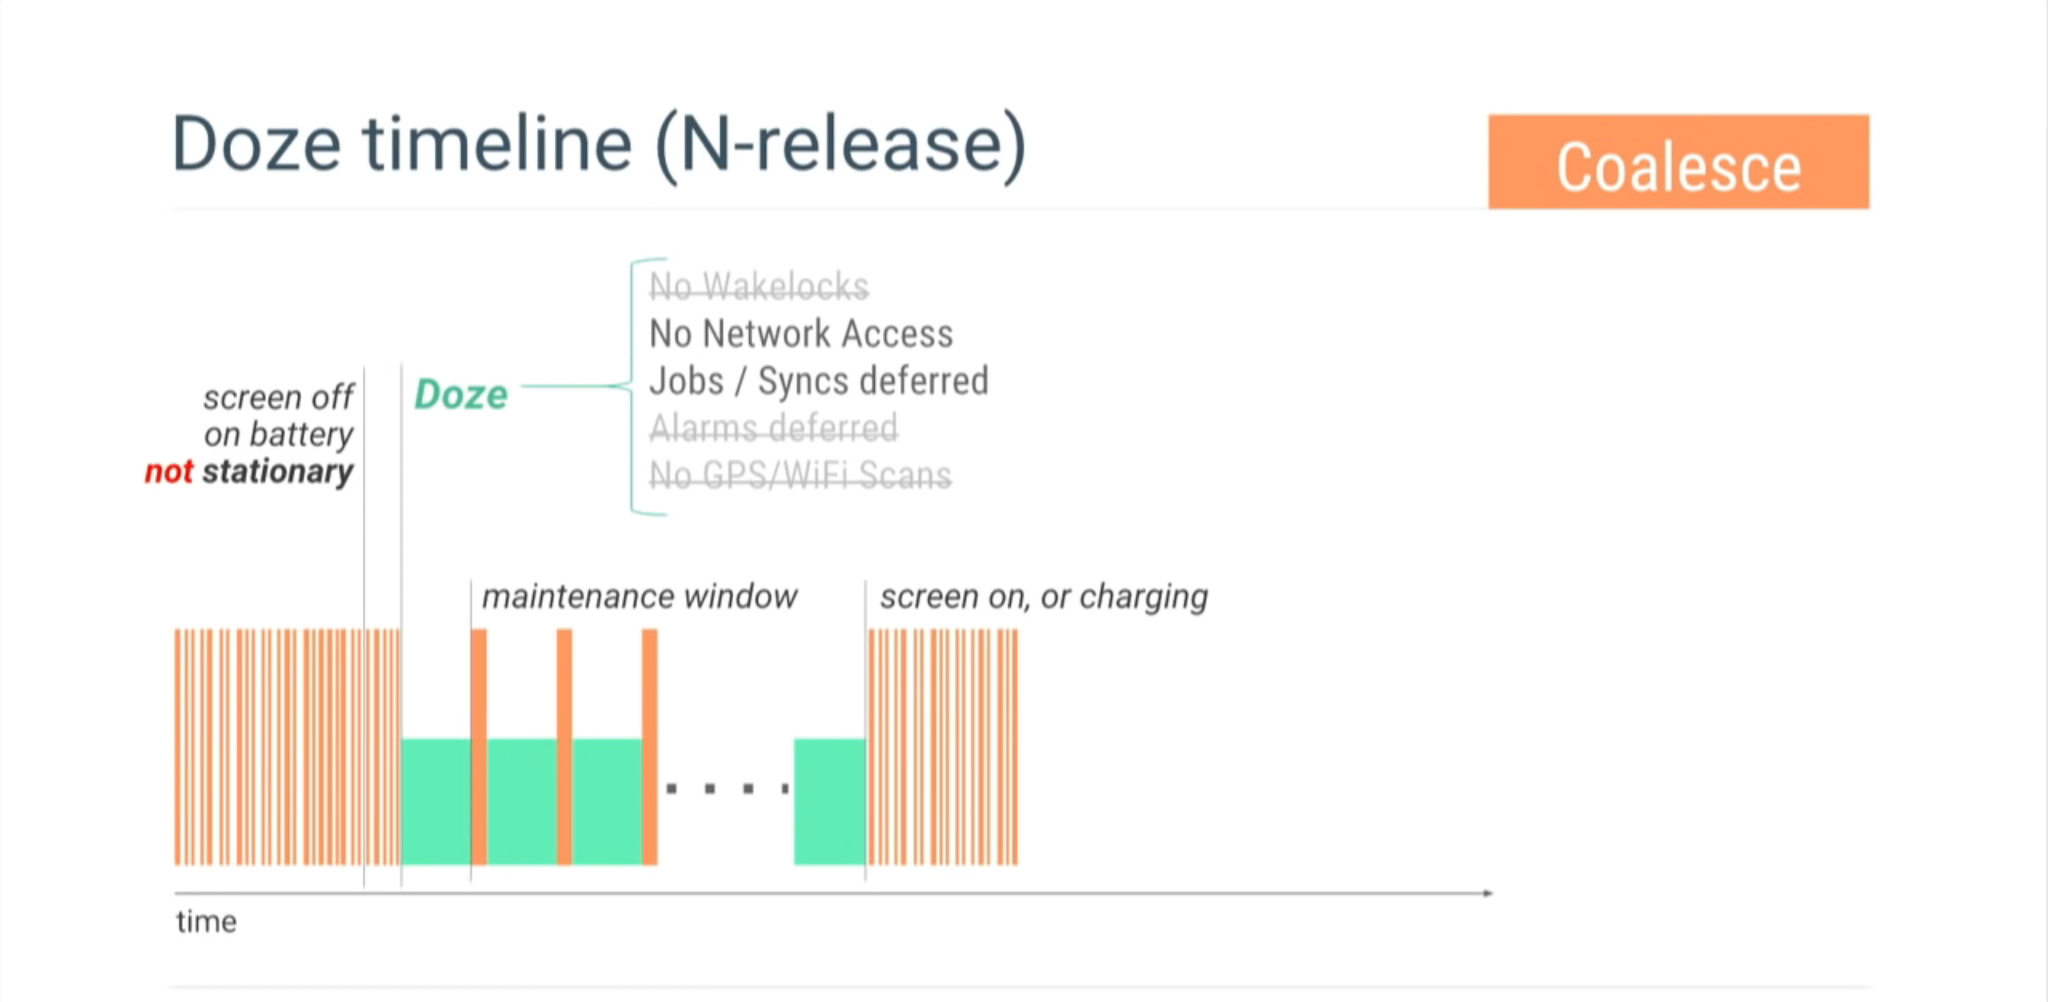 Doze timeline (N-release)
Coalesce
No Wakelocks
No Network Access
Jobs / Syncs deferred
Alarms deferred
No GPS/WiFi Scans
Doze
screen off
on battery
not stationary
maintenance window
screen on, or charging
time